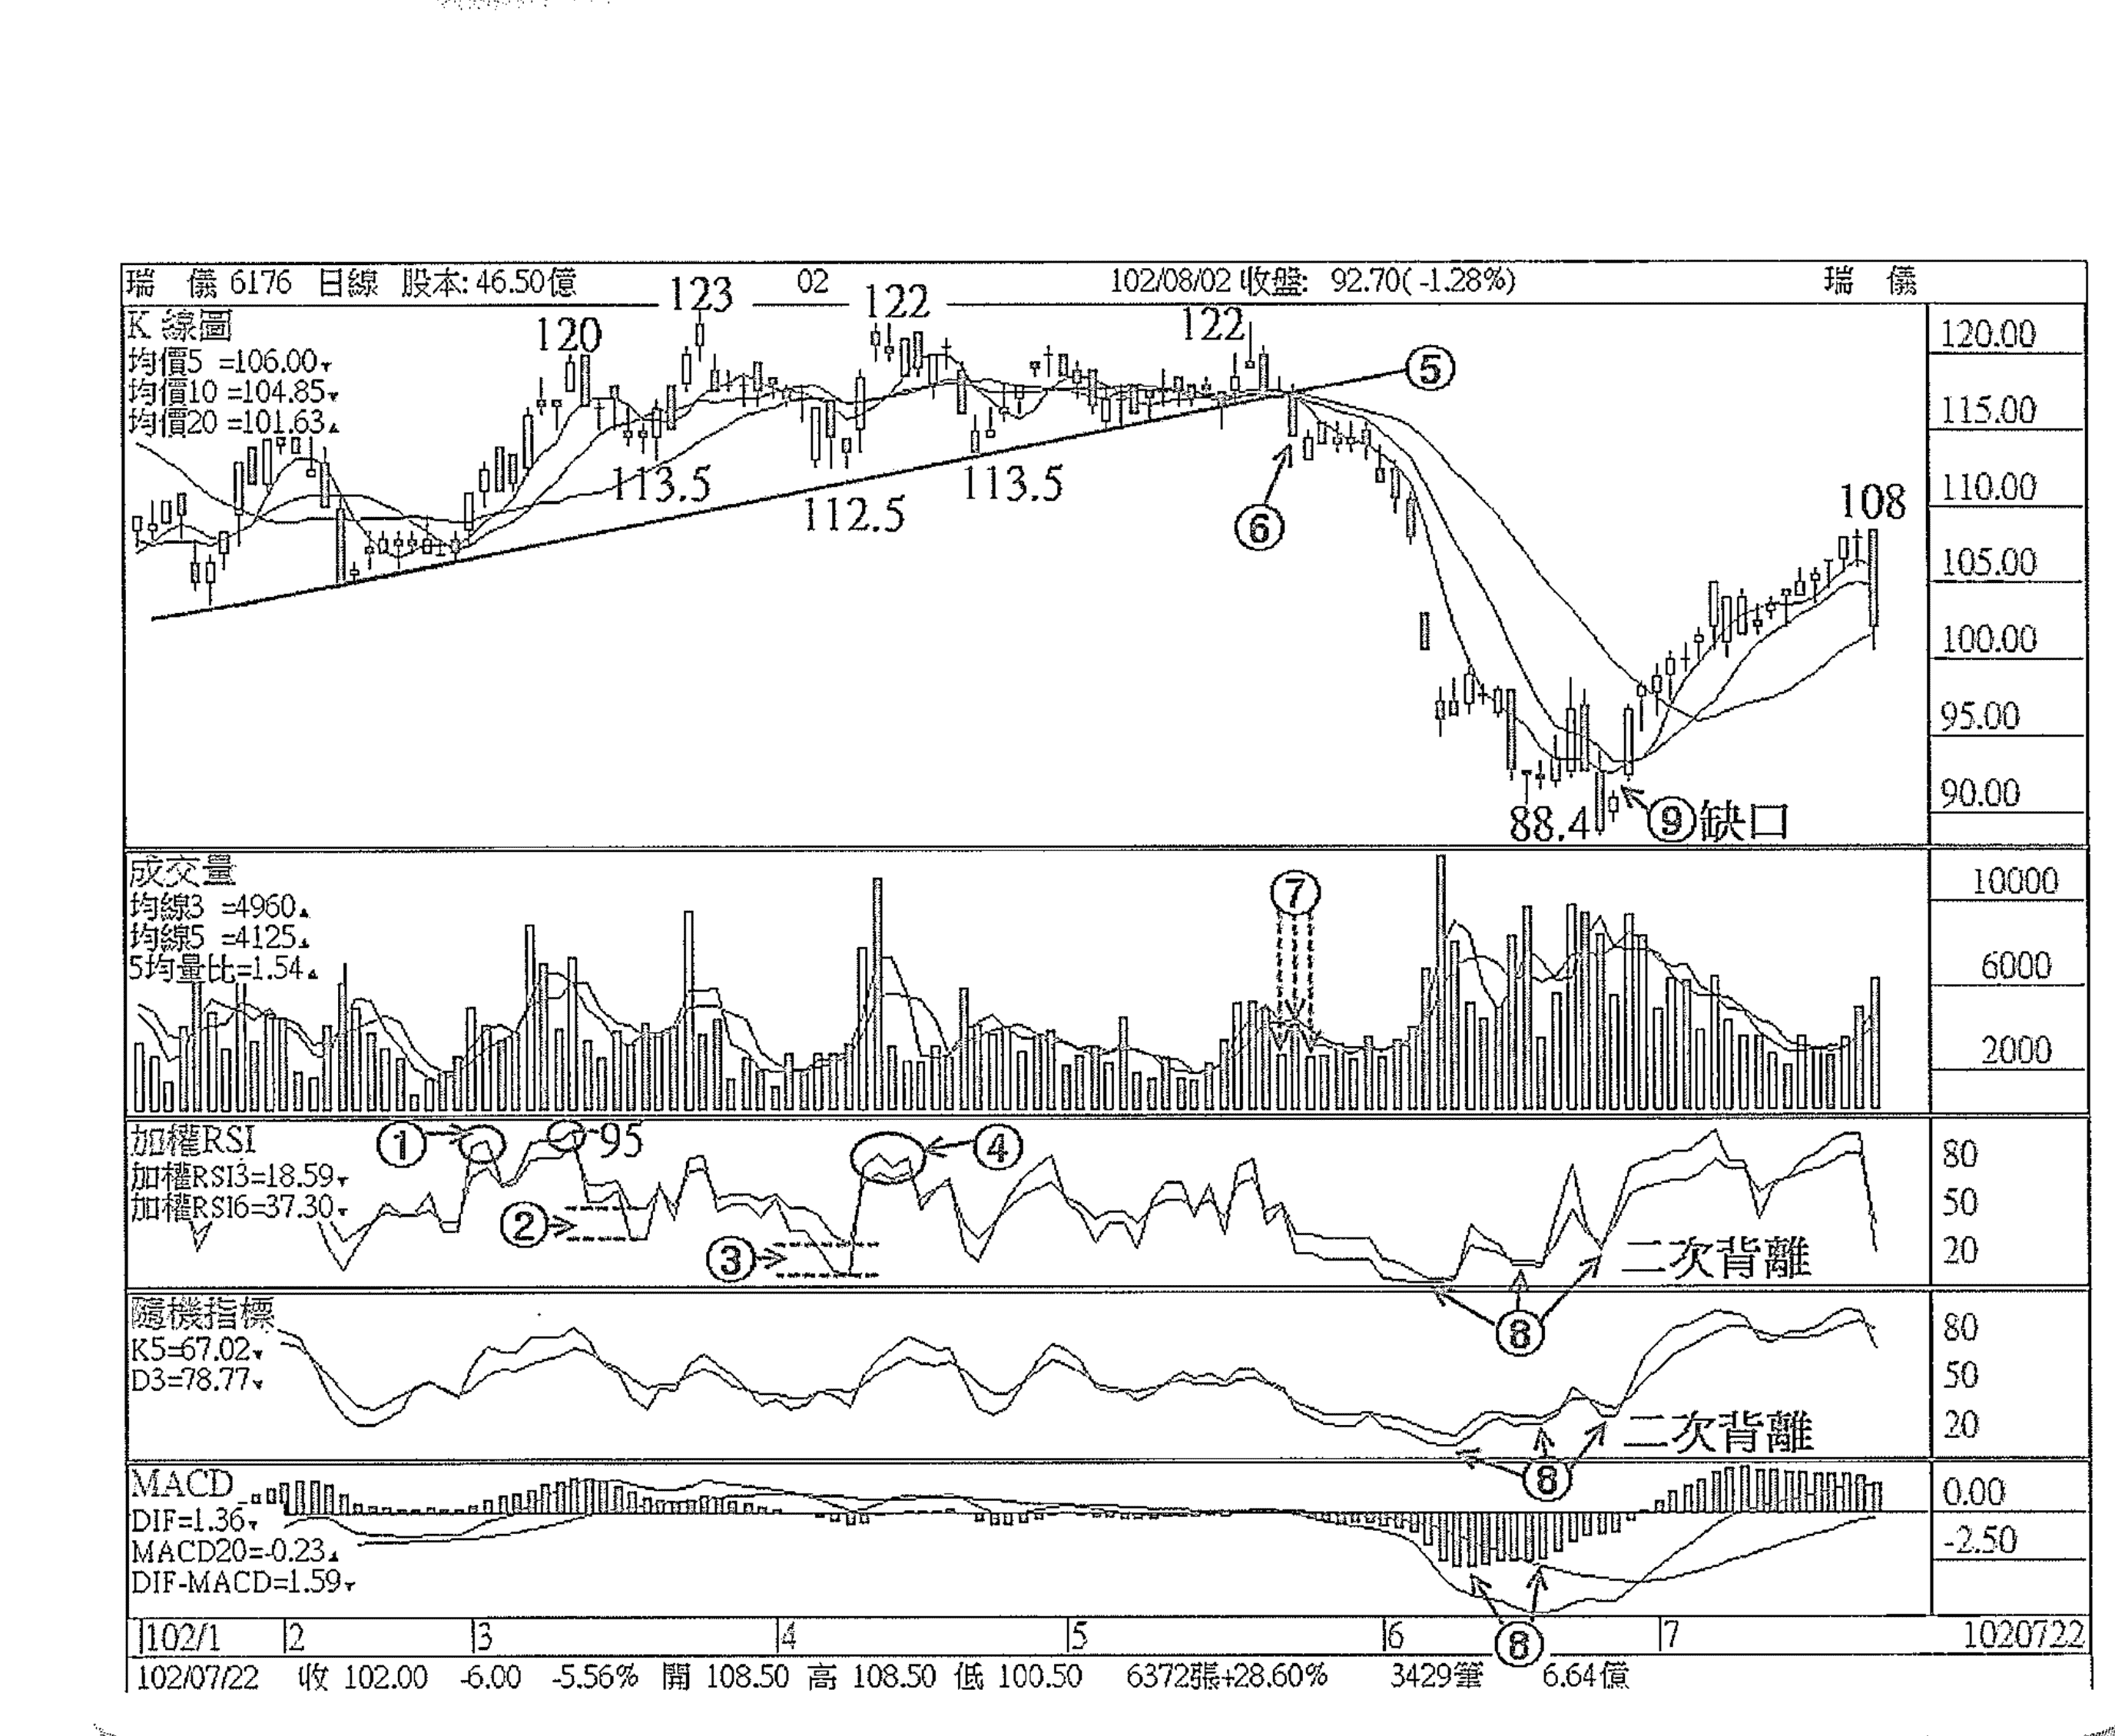 瑞 儀 6176 日線 股本: 46.50億 02 102/08/02 收盤: 92.70( -1.28%) 瑞 儀
K 線圖
均價5 =106.00▼
均價10 =104.85▼
均價20 =101.63▲
120
123
122
122
⑤
113.5
112.5
113.5
⑥
108
88.4
⑨缺口
120.00
115.00
110.00
105.00
100.00
95.00
90.00
成交量
均線3 =4960▲
均線5 =4125▲
5均量比=1.54▲
⑦
10000
6000
2000
加權RSI
加權RSI3=18.59▼
加權RSI6=37.30▼
①
95
②
③
④
⑧
二次背離
80
50
20
隨機指標
K5=67.02▼
D3=78.77▼
⑧
二次背離
80
50
20
MACD
DIF=1.36▼
MACD20=-0.23▲
DIF-MACD=1.59▼
⑧
0.00
-2.50
102/1 2 3 4 5 6 7 1020722
102/07/22 收 102.00 -6.00 -5.56% 開 108.50 高 108.50 低 100.50 6372張+28.60% 3429筆 6.64億